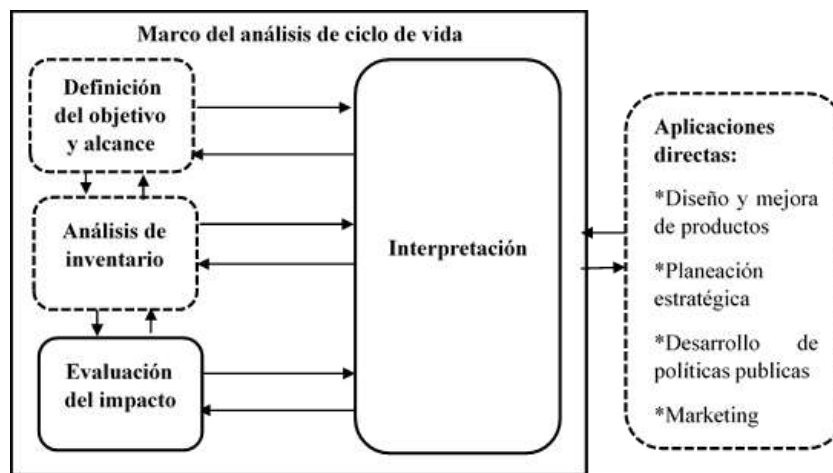 Marco del análisis de ciclo de vida
Definición
del objetivo
y alcance
Análisis de
inventario
Evaluación
del impacto
Interpretación
Aplicaciones
directas:
*Diseño y mejora
de productos
*Planeación
estratégica
*Desarrollo de
políticas publicas
*Marketing